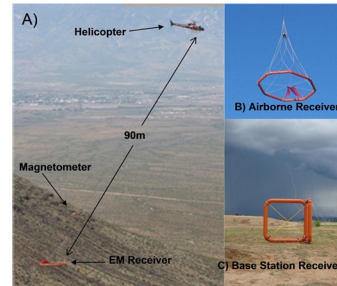 A)
Helicopter
90m
Magnetometer
EM Receiver
B) Airborne Receiver
C) Base Station Receiver